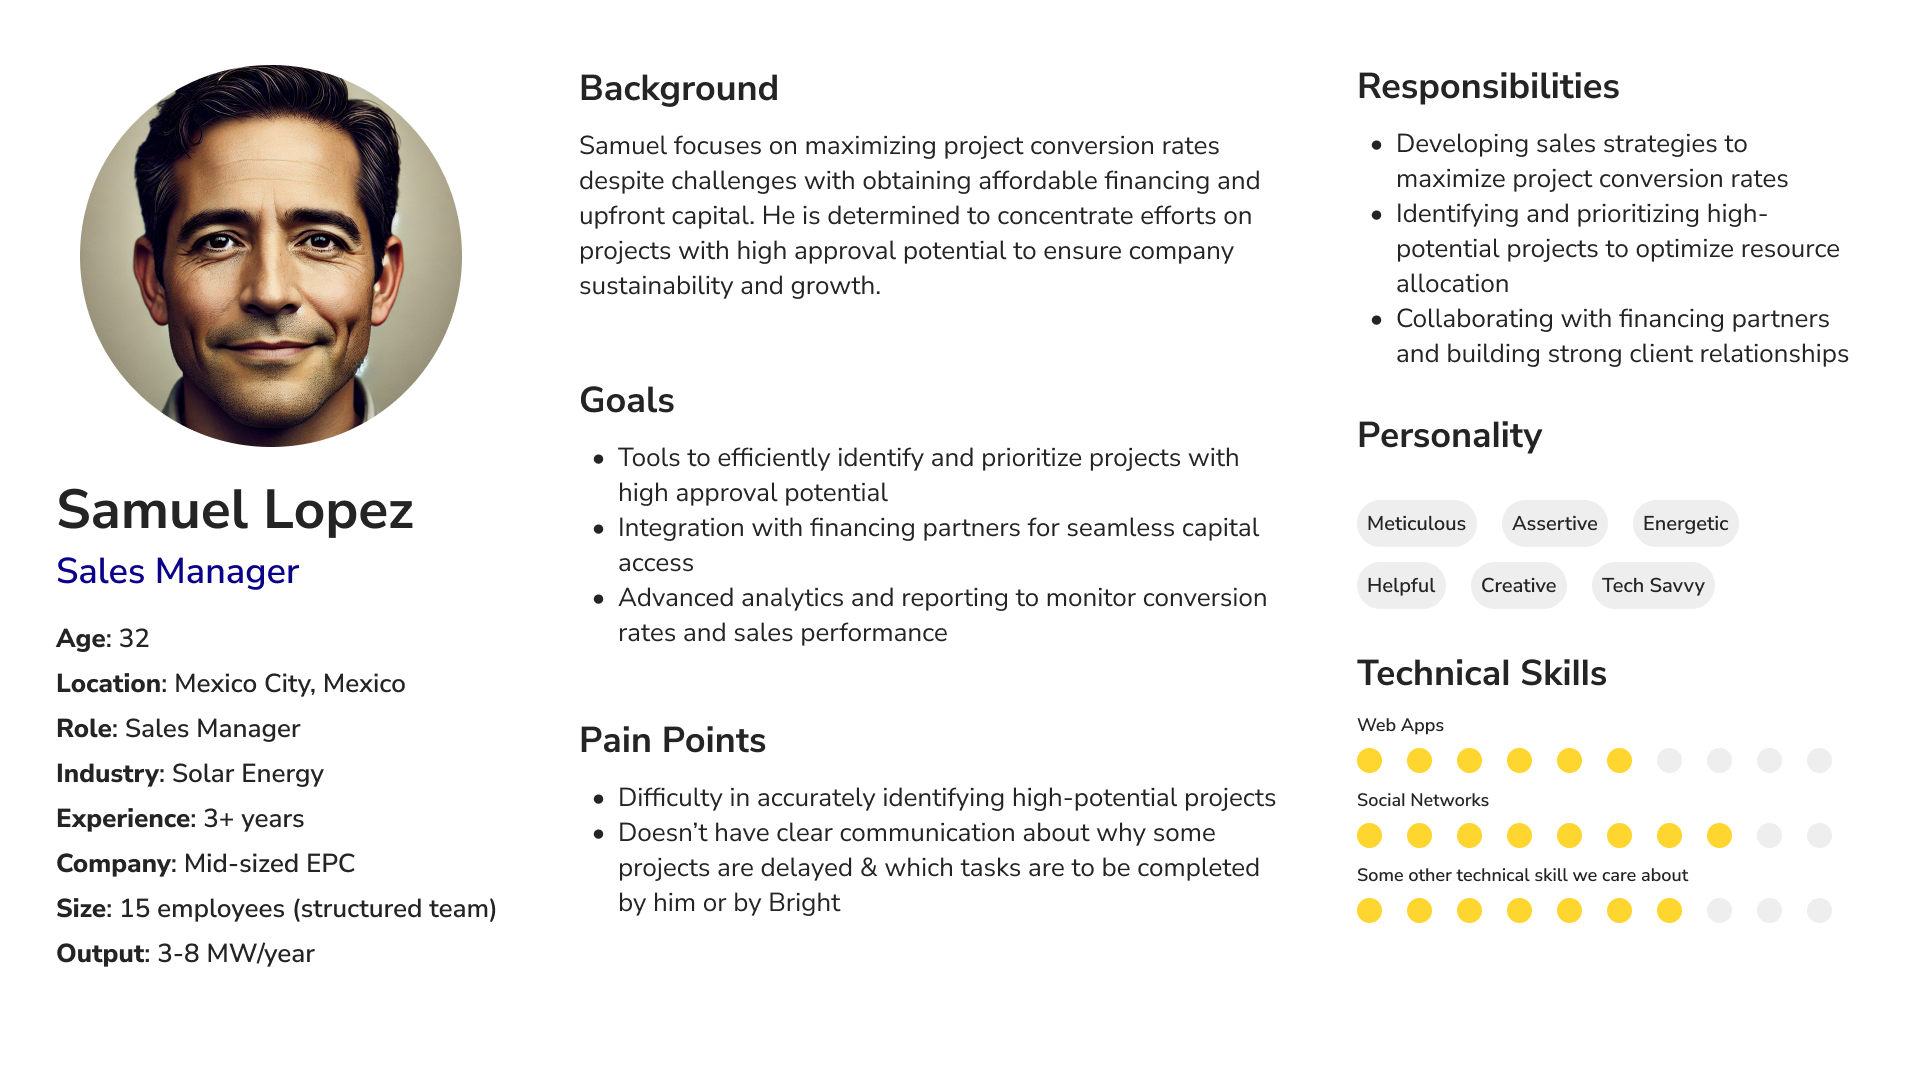 Samuel Lopez
Sales Manager
Age: 32
Location: Mexico City, Mexico
Role: Sales Manager
Industry: Solar Energy
Experience: 3+ years
Company: Mid-sized EPC
Size: 15 employees (structured team)
Output: 3-8 MW/year
Background
Samuel focuses on maximizing project conversion rates
despite challenges with obtaining affordable financing and
upfront capital. He is determined to concentrate efforts on
projects with high approval potential to ensure company
sustainability and growth.
Goals
• Tools to efficiently identify and prioritize projects with
high approval potential
• Integration with financing partners for seamless capital
access
• Advanced analytics and reporting to monitor conversion
rates and sales performance
Pain Points
• Difficulty in accurately identifying high-potential projects
• Doesn’t have clear communication about why some
projects are delayed & which tasks are to be completed
by him or by Bright
Responsibilities
• Developing sales strategies to
maximize project conversion rates
• Identifying and prioritizing high-
potential projects to optimize resource
allocation
• Collaborating with financing partners
and building strong client relationships
Personality
Meticulous Assertive Energetic
Helpful Creative Tech Savvy
Technical Skills
Web Apps
Social Networks
Some other technical skill we care about